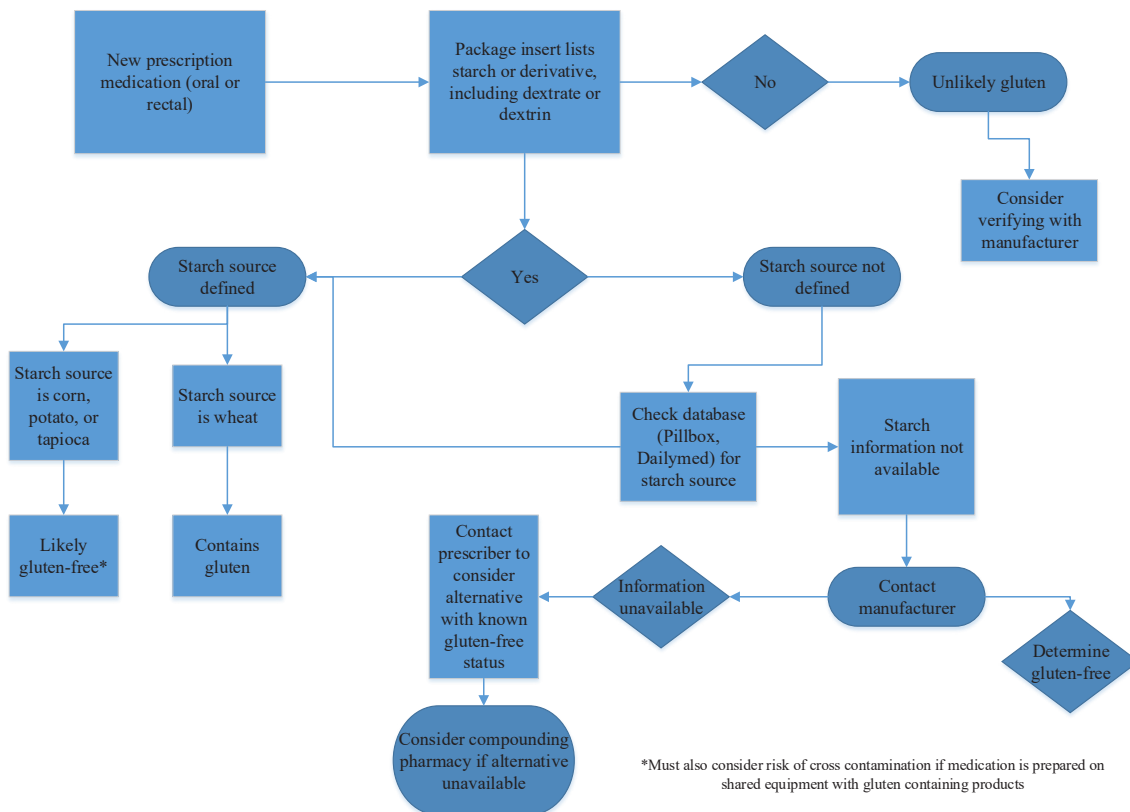 New prescription
medication (oral or
rectal)
Package insert lists
starch or derivative,
including dextrate or
dextrin
No
Unlikely gluten
Consider
verifying with
manufacturer
Starch source
defined
Yes
Starch source not
defined
Starch source
is corn,
potato, or
tapioca
Starch source
is wheat
Check database
(Pillbox,
Dailymed) for
starch source
Starch
information not
available
Likely
gluten-free*
Contains
gluten
Contact
prescriber to
consider
alternative
with known
gluten-free
status
Information
unavailable
Contact
manufacturer
Determine
gluten-free
Consider compounding
pharmacy if alternative
unavailable
*Must also consider risk of cross contamination if medication is prepared on
shared equipment with gluten containing products